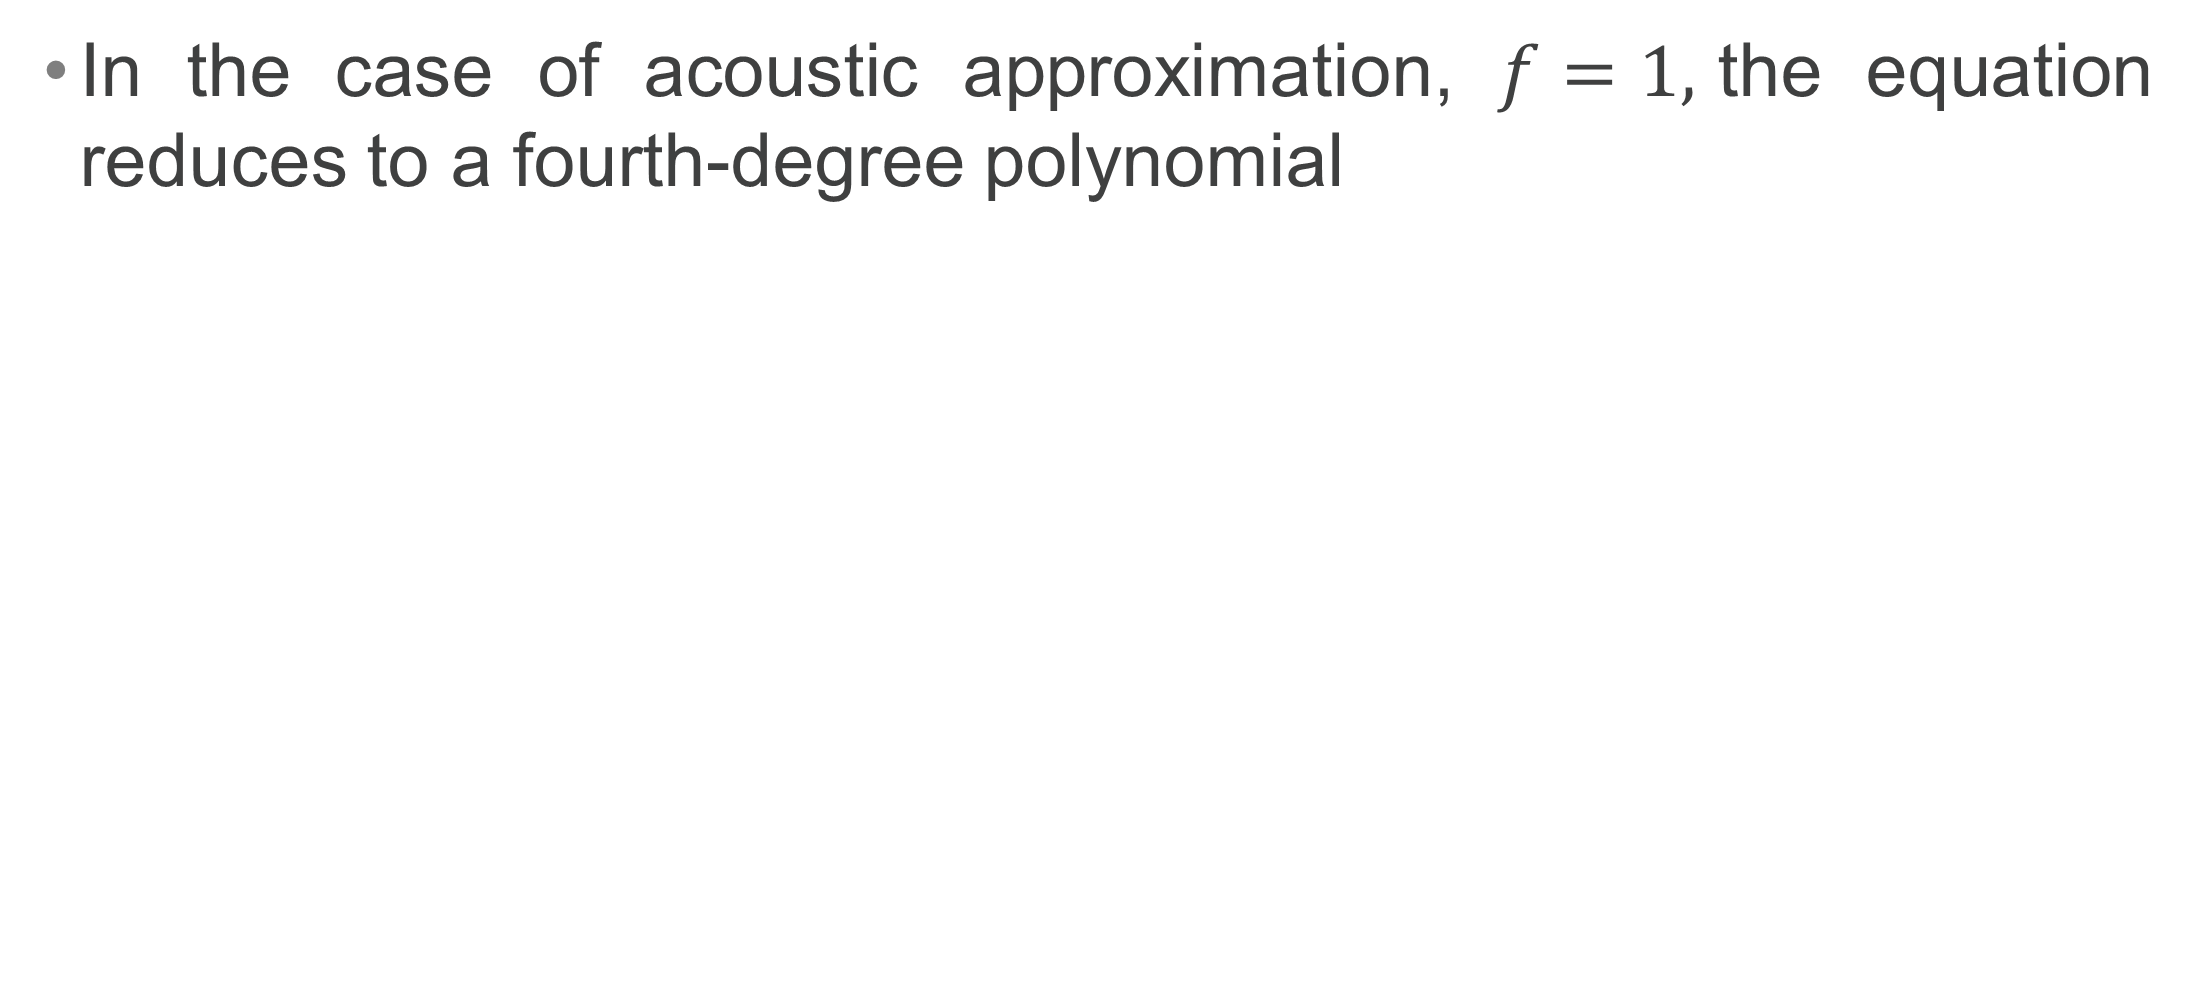 • In the case of acoustic approximation, f = 1, the equation
reduces to a fourth-degree polynomial